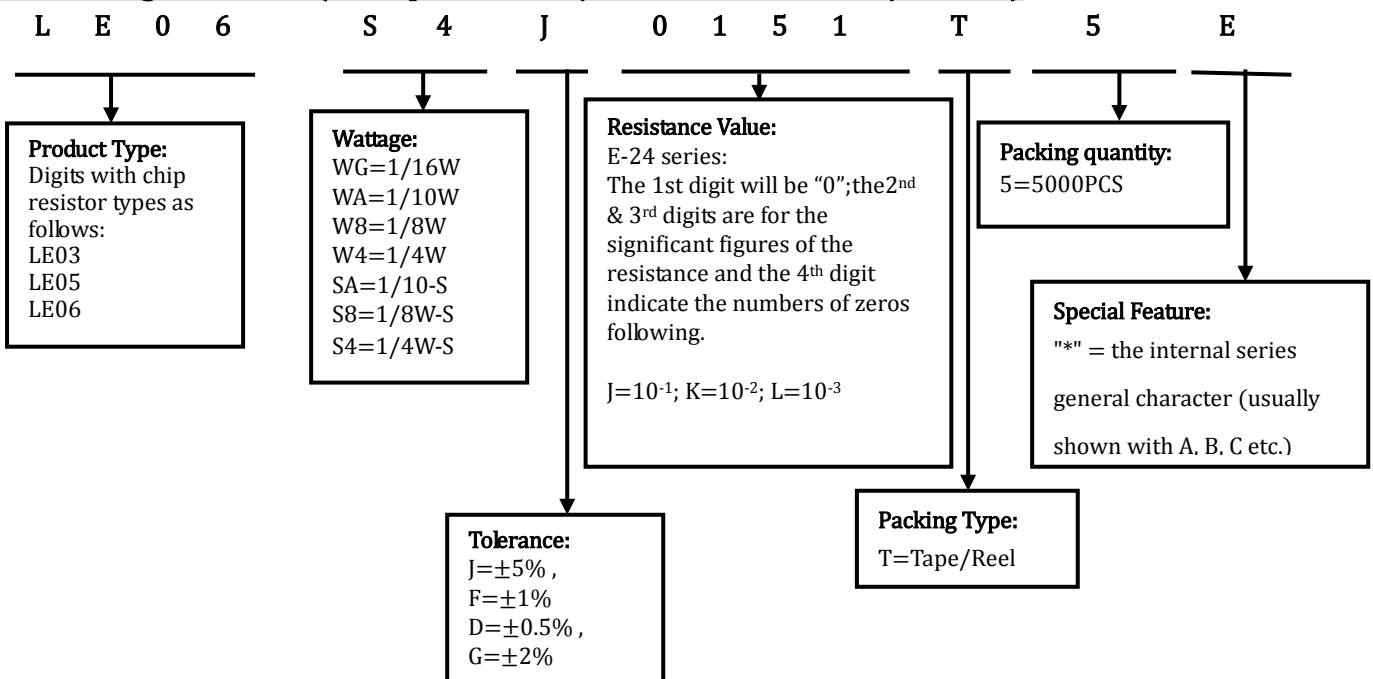 L E 0 6 S 4 J 0 1 5 1 T 5 E
Product Type:
Digits with chip
resistor types as
follows:
LE03
LE05
LE06
Wattage:
WG=1/16W
WA=1/10W
W8=1/8W
W4=1/4W
SA=1/10-S
S8=1/8W-S
S4=1/4W-S
Resistance Value:
E-24 series:
The 1st digit will be “0”;the2nd
& 3rd digits are for the
significant figures of the
resistance and the 4th digit
indicate the numbers of zeros
following.
J=10-1; K=10-2; L=10-3
Packing quantity:
5=5000PCS
Special Feature:
"*" = the internal series
general character (usually
shown with A, B, C etc.)
Tolerance:
J=±5% ,
F=±1%
D=±0.5% ,
G=±2%
Packing Type:
T=Tape/Reel